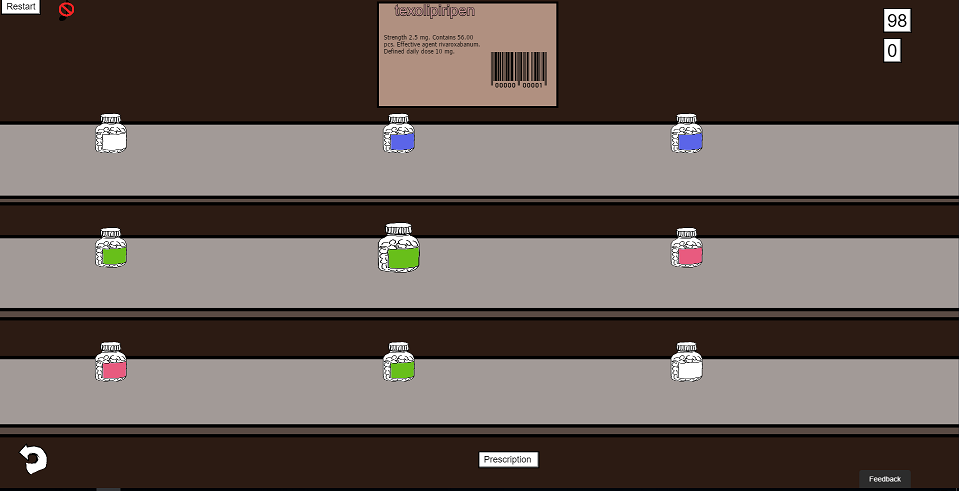 Restart
texolipiripen
98
Strength 2.5 mg. Contains 56.00
pcs. Effective agent rivaroxabanum.
Defined daily dose 10 mg.
0
00000 00001
Prescription
Feedback